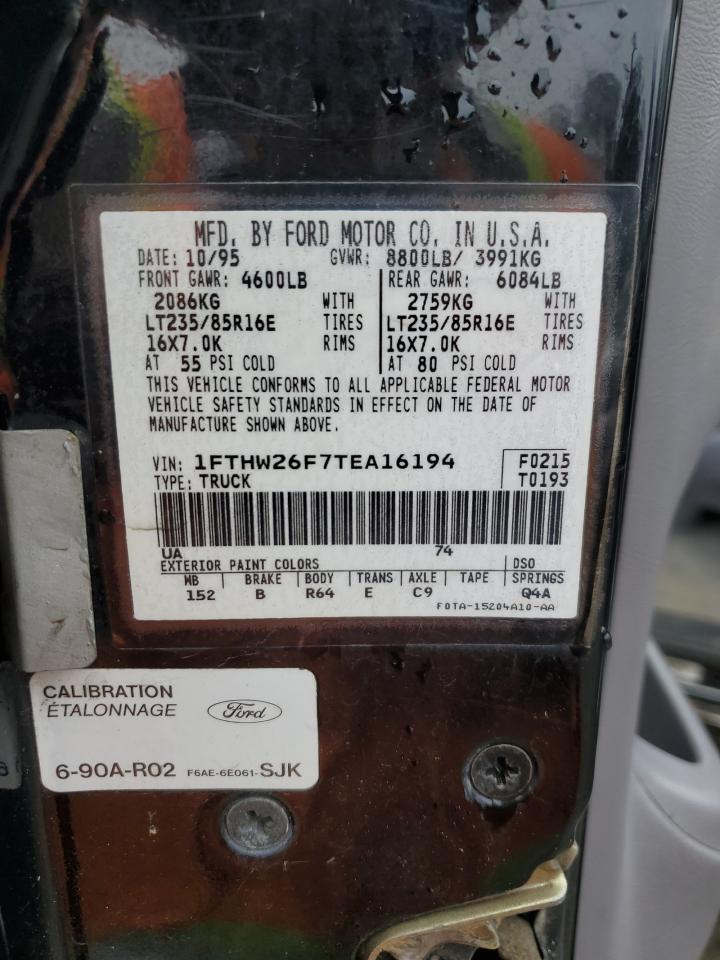 MFD. BY FORD MOTOR CO. IN U.S.A.
DATE: 10/95 GVWR: 8800LB/ 3991KG
FRONT GAWR: 4600LB REAR GAWR: 6084LB
2086KG WITH 2759KG WITH
LT235/85R16E TIRES LT235/85R16E TIRES
16X7.0K RIMS 16X7.0K RIMS
AT 55 PSI COLD AT 80 PSI COLD
THIS VEHICLE CONFORMS TO ALL APPLICABLE FEDERAL MOTOR
VEHICLE SAFETY STANDARDS IN EFFECT ON THE DATE OF
MANUFACTURE SHOWN ABOVE.
VIN: 1FTHW26F7TEA16194 F0215
TYPE: TRUCK T0193
UA 74
EXTERIOR PAINT COLORS DSO
WB BRAKE BODY TRANS AXLE TAPE SPRINGS
152 B R64 E C9 Q4A
F0TA-15204A10-AA
CALIBRATION
ÉTALONNAGE Ford
6-90A-R02 F6AE-6E061-SJK